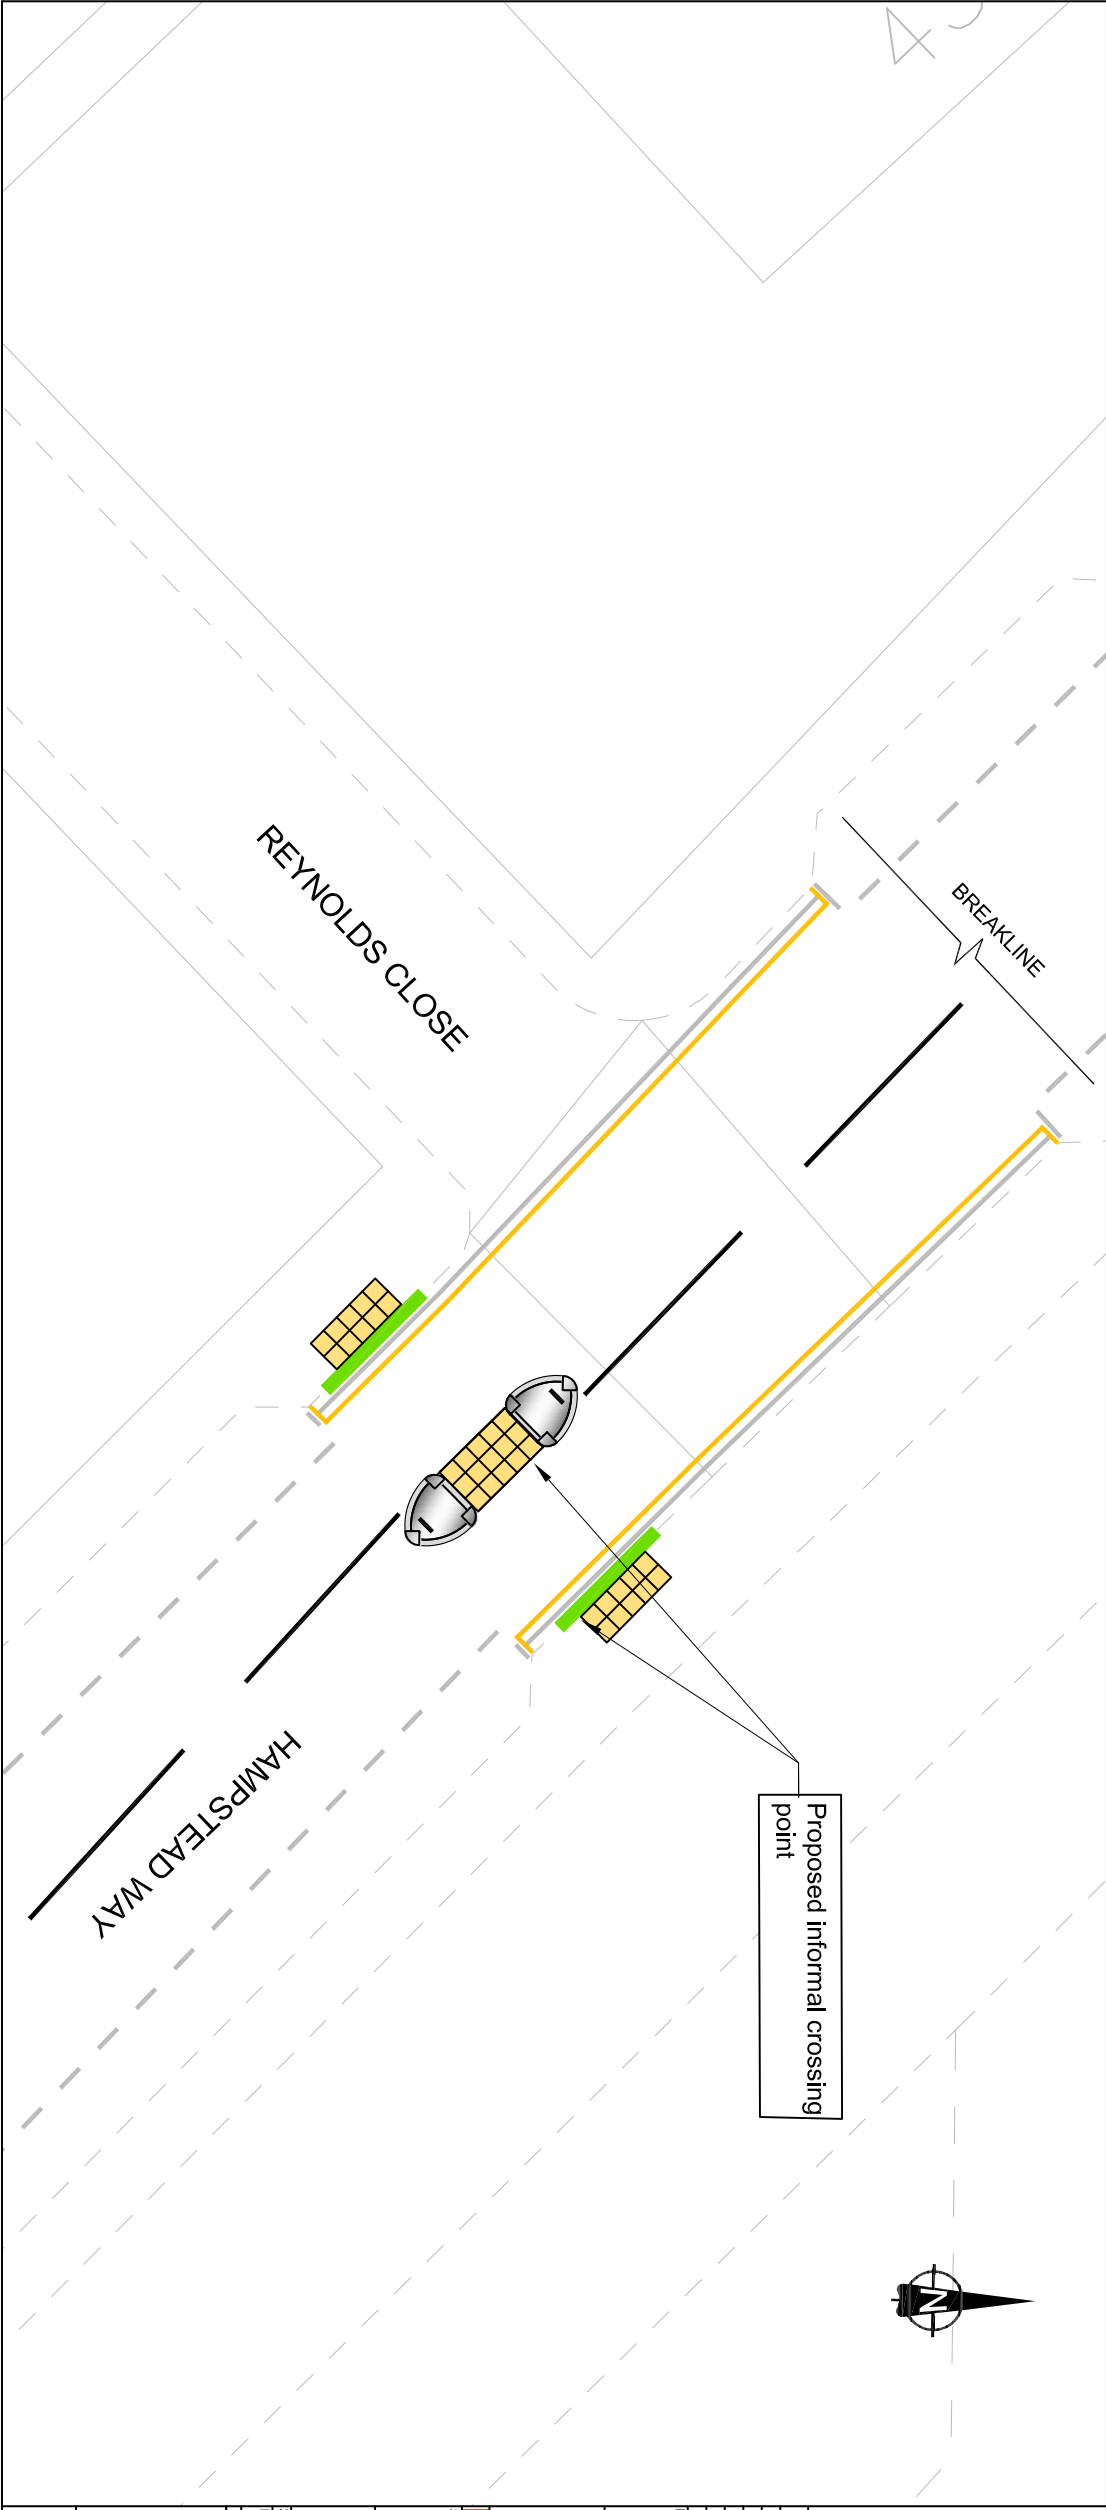 REYNOLDS CLOSE
BREAKLINE
HAMPSTEAD WAY
Proposed informal crossing
point
N